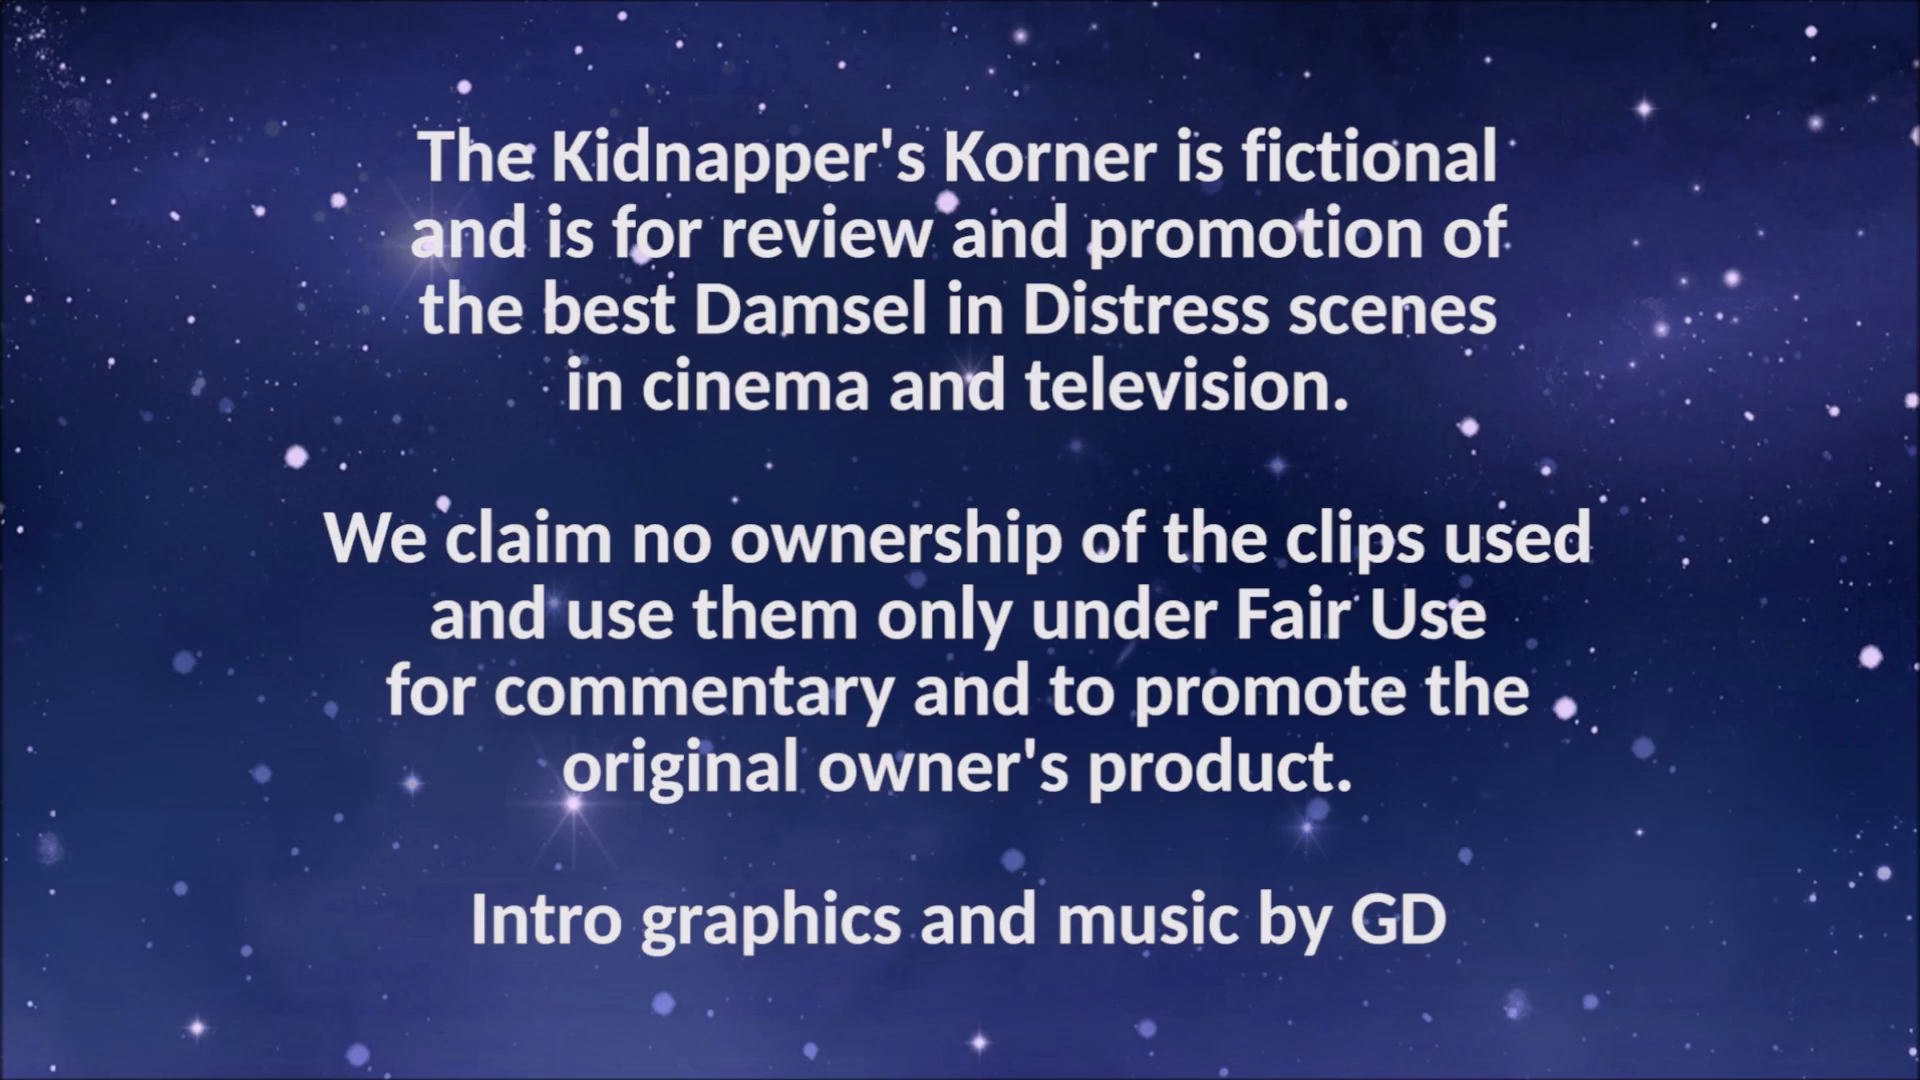 The Kidnapper's Korner is fictional
and is for review and promotion of
the best Damsel in Distress scenes
in cinema and television.
We claim no ownership of the clips used
and use them only under Fair Use
for commentary and to promote the
original owner's product.
Intro graphics and music by GD